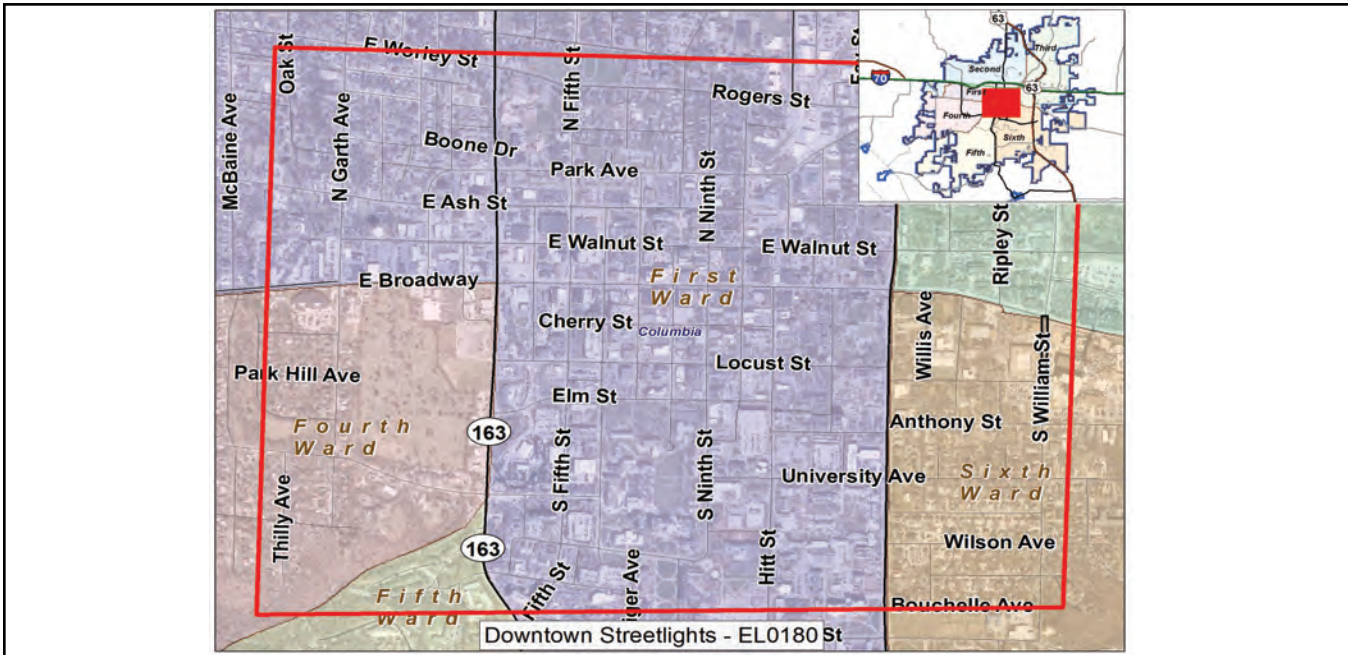 E Worley St
Oak St
N Fifth St
Rogers St
McBaine Ave
N Garth Ave
Boone Dr
Park Ave
N Ninth St
E Ash St
E Walnut St
E Walnut St
Ripley St
First
Ward
E Broadway
Cherry St
Columbia
Locust St
Willis Ave
S William St
Park Hill Ave
Elm St
Fourth
Ward
163
Anthony St
S Fifth St
S Ninth St
University Ave
Sixth
Ward
Thilly Ave
163
Hitt St
Wilson Ave
Fifth St
Fifth
Ward
Bouchelle Ave
Downtown Streetlights - EL0180
St
63
Third
Second
70
63
First
Fourth
Sixth
Fifth